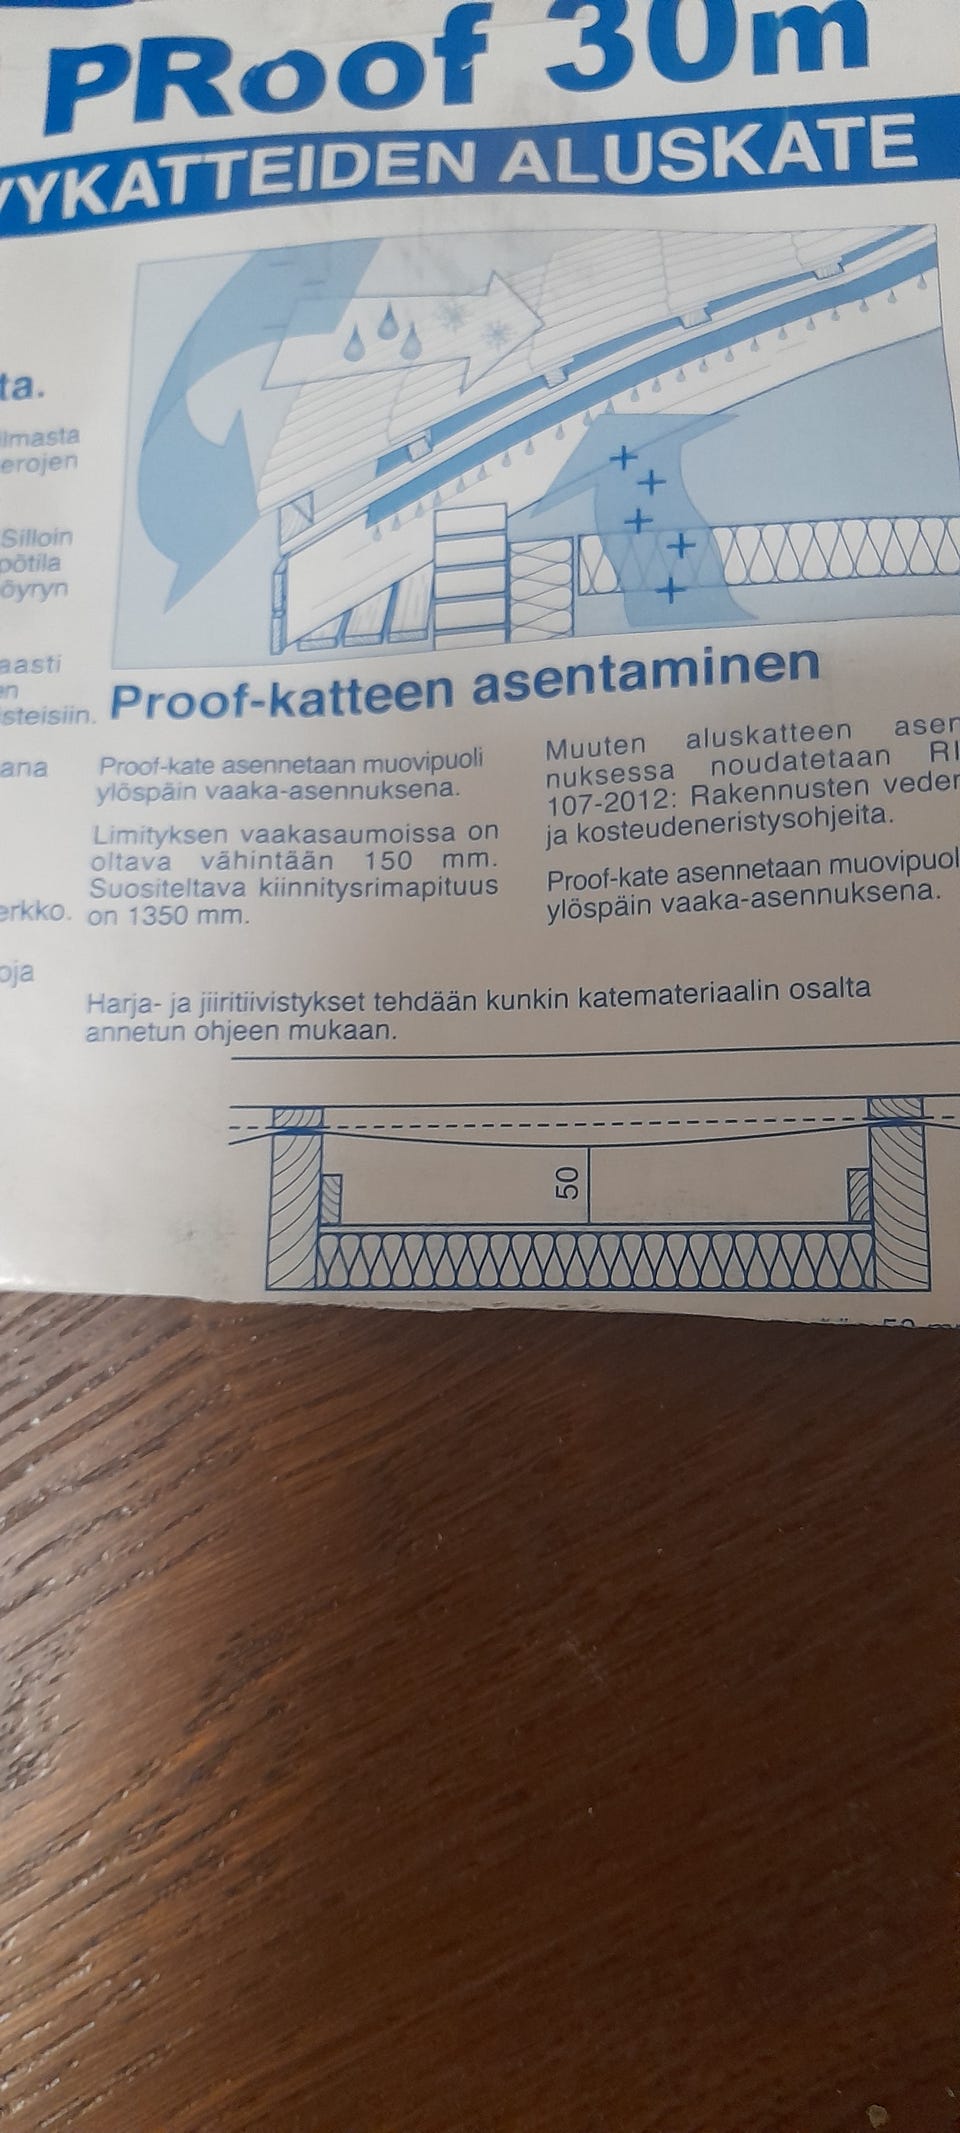 PRoof 30m
YKATTEIDEN ALUSKATE
ta.
ilmasta
erojen
Silloin
öyryn
aasti
en
isteisiin.
ana
erkko.
oja
Proof-katteen asentaminen
Proof-kate asennetaan muovipuoli
ylöspäin vaaka-asennuksena.
Limityksen vaakasaumoissa on
oltava vähintään 150 mm.
Suositeltava kiinnitysrimapituus
on 1350 mm.
Muuten aluskatteen asen
nuksessa noudatetaan RI
107-2012: Rakennusten veden
ja kosteudeneristysohjeita.
Proof-kate asennetaan muovipuol
ylöspäin vaaka-asennuksena.
Harja- ja jiiritiivistykset tehdään kunkin katemateriaalin osalta
annetun ohjeen mukaan.
50